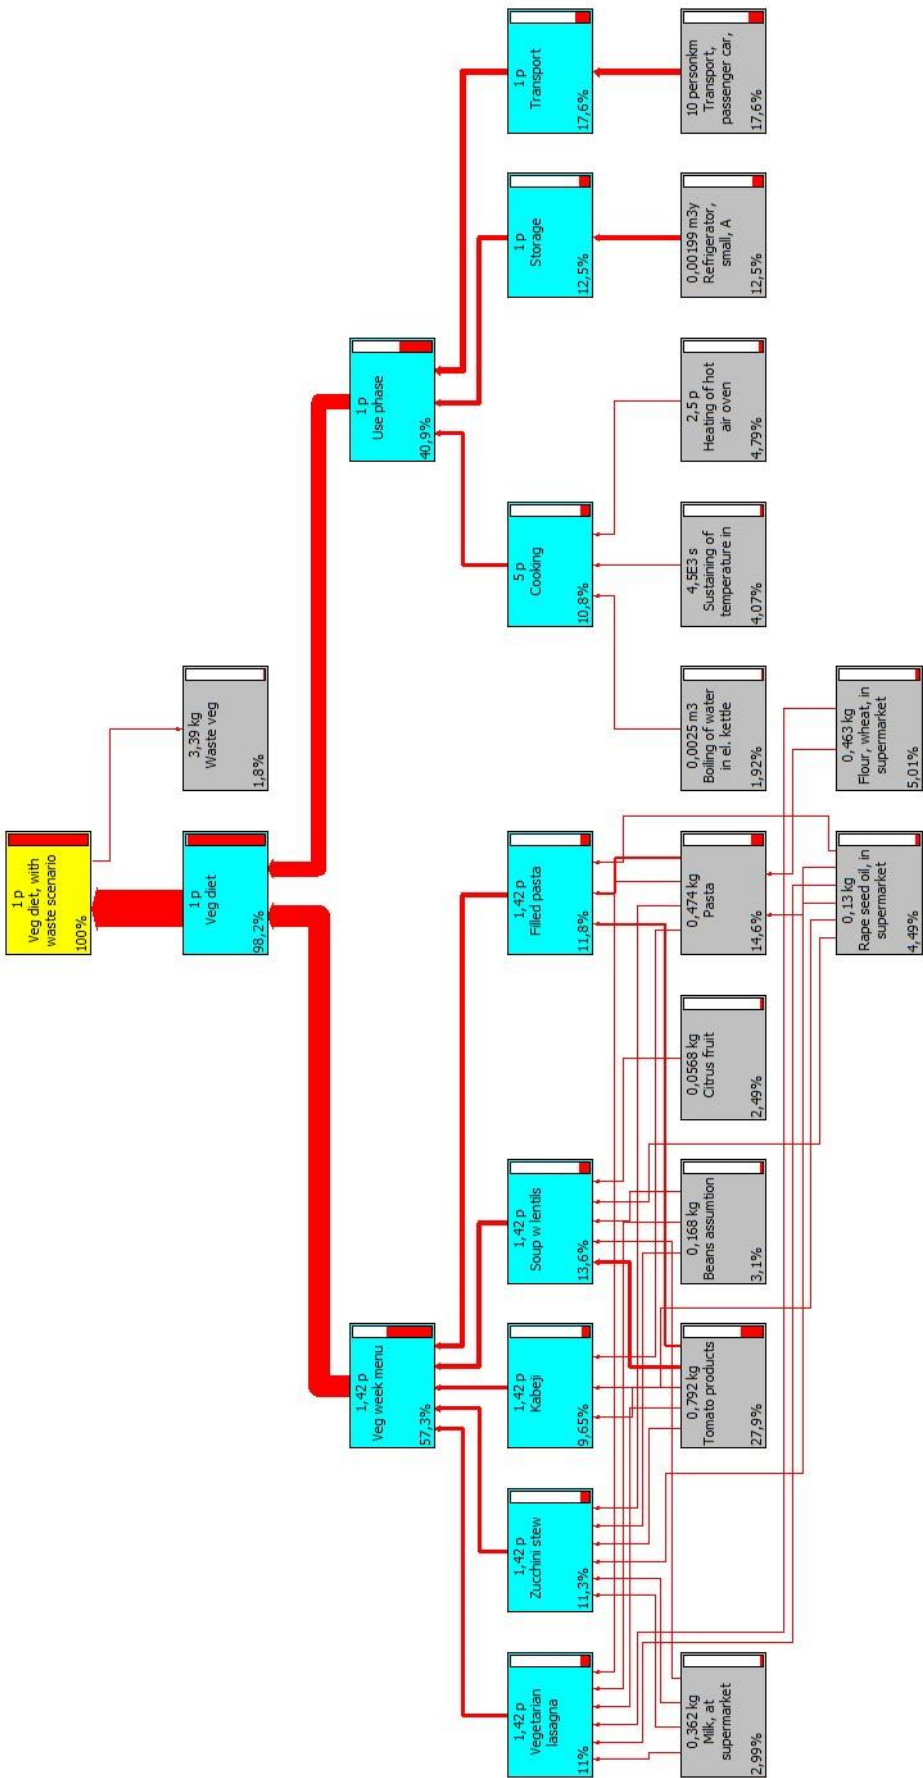 1 p
Veg diet, with
waste scenario
100%
1 p
Veg diet
98,2%
3,39 kg
Waste veg
1,8%
1,42 p
Veg week menu
57,3%
1 p
Use phase
40,9%
1,42 p
Vegetarian
lasagna
11%
1,42 p
Zucchini stew
11,3%
1,42 p
Kabeji
9,65%
1,42 p
Soup w lentils
13,6%
1,42 p
Filled pasta
11,8%
5 p
Cooking
10,8%
1 p
Storage
12,5%
1 p
Transport
17,6%
0,362 kg
Milk, at
supermarket
2,99%
0,792 kg
Tomato products
27,9%
0,168 kg
Beans assumtion
3,1%
0,0568 kg
Citrus fruit
2,49%
0,474 kg
Pasta
14,6%
0,0025 m3
Boiling of water
in el. kettle
1,92%
4,5E3 s
Sustaining of
temperature in
4,07%
2,5 p
Heating of hot
air oven
4,79%
0,00199 m3y
Refrigerator,
small, A
12,5%
10 personkm
Transport,
passenger car,
17,6%
0,13 kg
Rape seed oil, in
supermarket
4,49%
0,463 kg
Flour, wheat, in
supermarket
5,01%